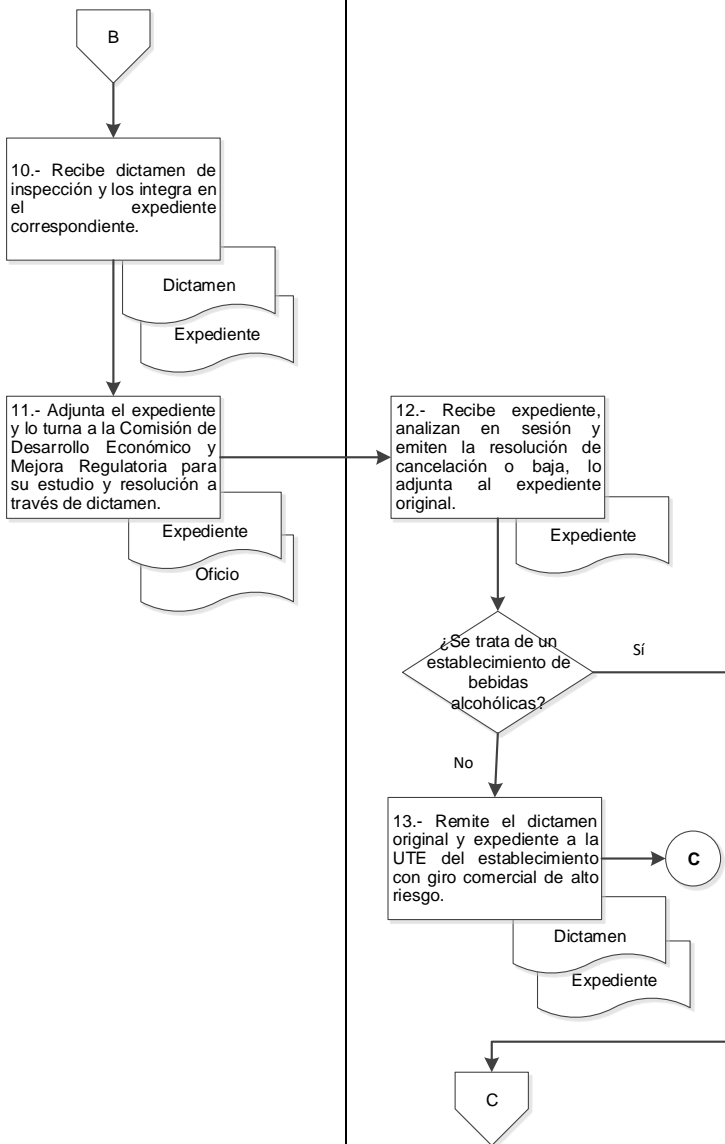 B
10.- Recibe dictamen de
inspección y los integra en
el expediente
correspondiente.
Dictamen
Expediente
11.- Adjunta el expediente
y lo turna a la Comisión de
Desarrollo Económico y
Mejora Regulatoria para
su estudio y resolución a
través de dictamen.
Expediente
Oficio
12.- Recibe expediente,
analizan en sesión y
emiten la resolución de
cancelación o baja, lo
adjunta al expediente
original.
Expediente
¿Se trata de un
establecimiento de
bebidas
alcohólicas?
Sí
No
13.- Remite el dictamen
original y expediente a la
UTE del establecimiento
con giro comercial de alto
riesgo.
C
Dictamen
Expediente
C